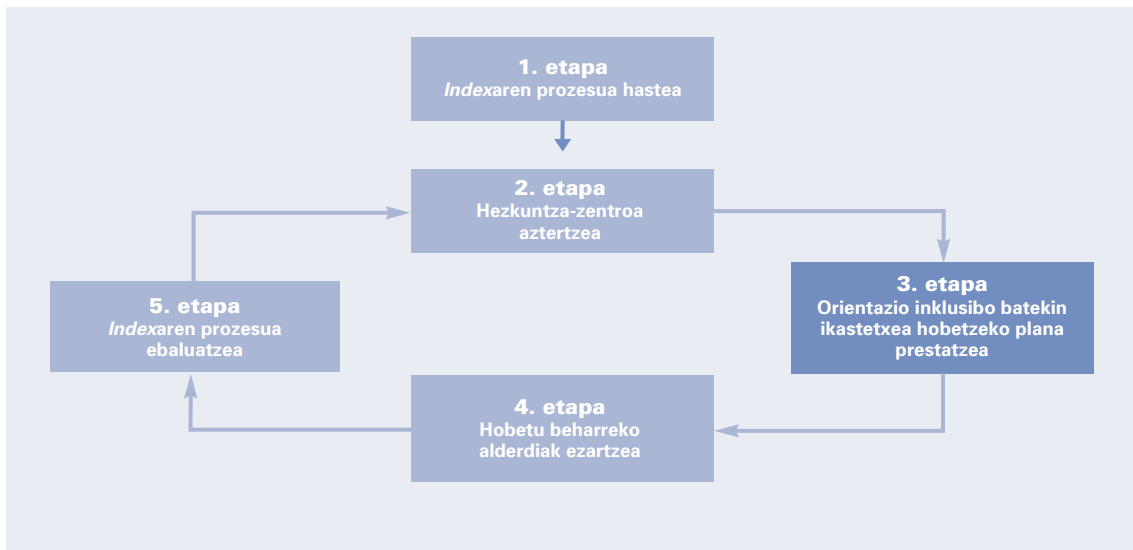 1. etapa
Indexaren prozesua hastea
2. etapa
Hezkuntza-zentroa
aztertzea
3. etapa
Orientazio inklusibo batekin
ikastetxea hobetzeko plana
prestatzea
4. etapa
Hobetu beharreko
alderdiak ezartzea
5. etapa
Indexaren prozesua
ebaluatzea